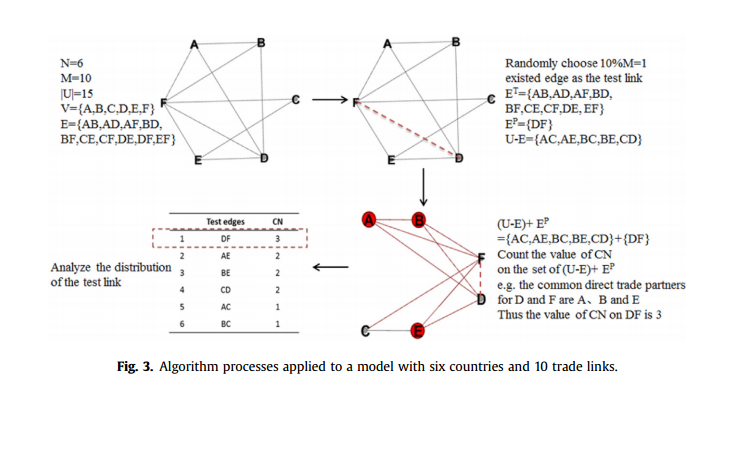 N=6
M=10
|U|=15
V={A,B,C,D,E,F}
E={AB,AD,AF,BD,
BF,CE,CF,DE,DF,EF}
A
B
C
D
E
F
A
B
C
D
E
F
Randomly choose 10%M=1
existed edge as the test link
Eᵀ={AB,AD,AF,BD,
BF,CE,CF,DE, EF}
Eᴾ={DF}
U-E={AC,AE,BC,BE,CD}
Analyze the distribution
of the test link
Test edges CN
1 DF 3
2 AE 2
3 BE 2
4 CD 2
5 AC 1
6 BC 1
A
B
F
D
C
E
(U-E)+ Eᴾ
={AC,AE,BC,BE,CD}+{DF}
Count the value of CN
on the set of (U-E)+ Eᴾ
e.g. the common direct trade partners
for D and F are A、B and E
Thus the value of CN on DF is 3
Fig. 3. Algorithm processes applied to a model with six countries and 10 trade links.